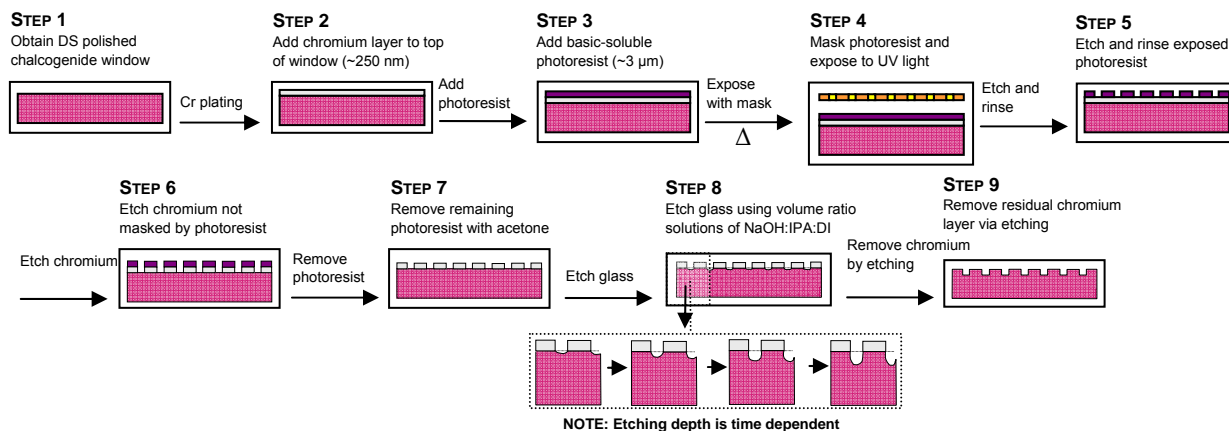 STEP 1
Obtain DS polished
chalcogenide window
Cr plating
STEP 2
Add chromium layer to top
of window (~250 nm)
Add
photoresist
STEP 3
Add basic-soluble
photoresist (~3 µm)
Expose
with mask
Δ
STEP 4
Mask photoresist and
expose to UV light
Etch and
rinse
STEP 5
Etch and rinse exposed
photoresist
Etch chromium
STEP 6
Etch chromium not
masked by photoresist
Remove
photoresist
STEP 7
Remove remaining
photoresist with acetone
Etch glass
STEP 8
Etch glass using volume ratio
solutions of NaOH:IPA:DI
Remove chromium
by etching
STEP 9
Remove residual chromium
layer via etching
NOTE: Etching depth is time dependent